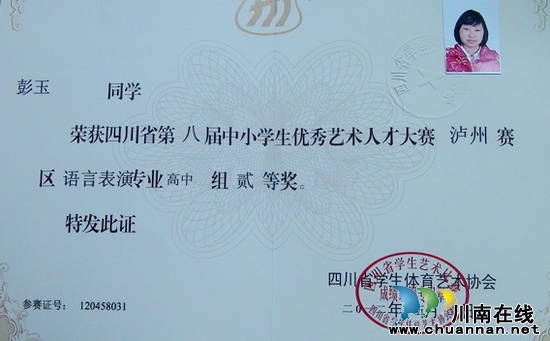 彭玉 同学
荣获四川省第八届中小学生优秀艺术人才大赛 泸州 赛
区 语言表演专业高中 组 贰 等奖。
特发此证
四川省学生体育艺术协会
参赛证号: 120458031
川南在线
www.chuannan.net